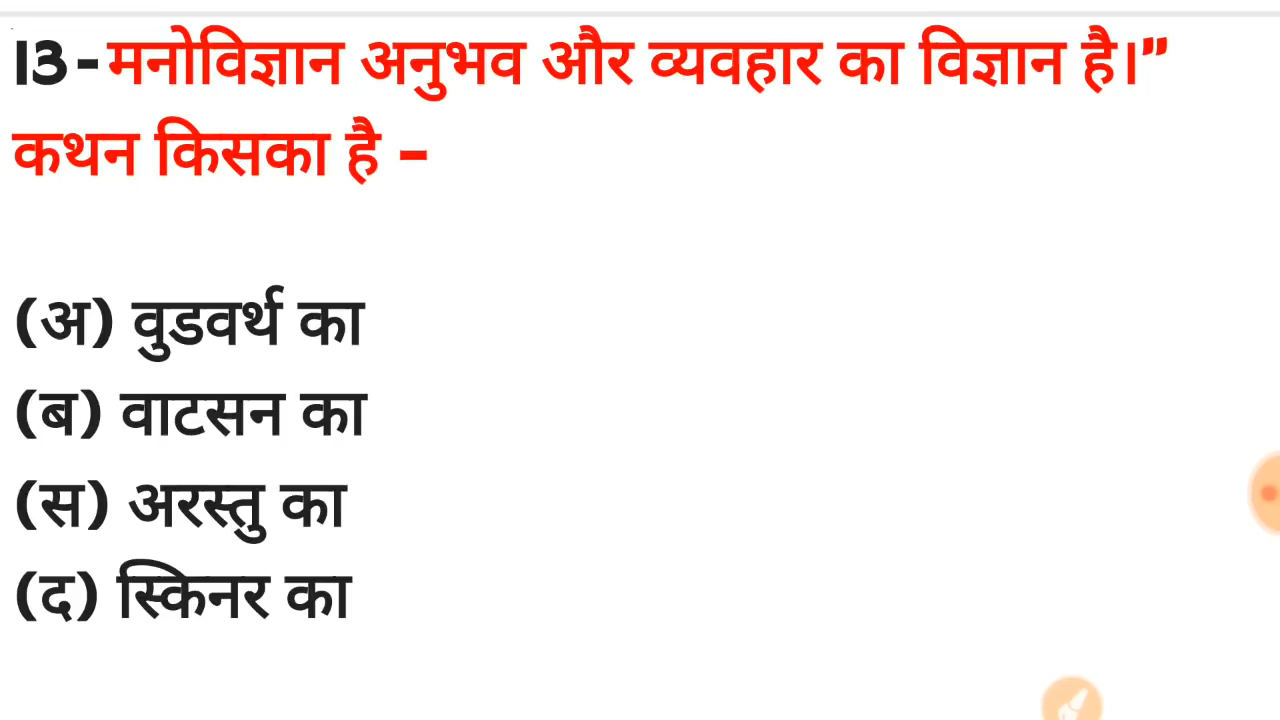 13-मनोविज्ञान अनुभव और व्यवहार का विज्ञान है।”
कथन किसका है –
(अ) वुडवर्थ का
(ब) वाटसन का
(स) अरस्तु का
(द) स्किनर का